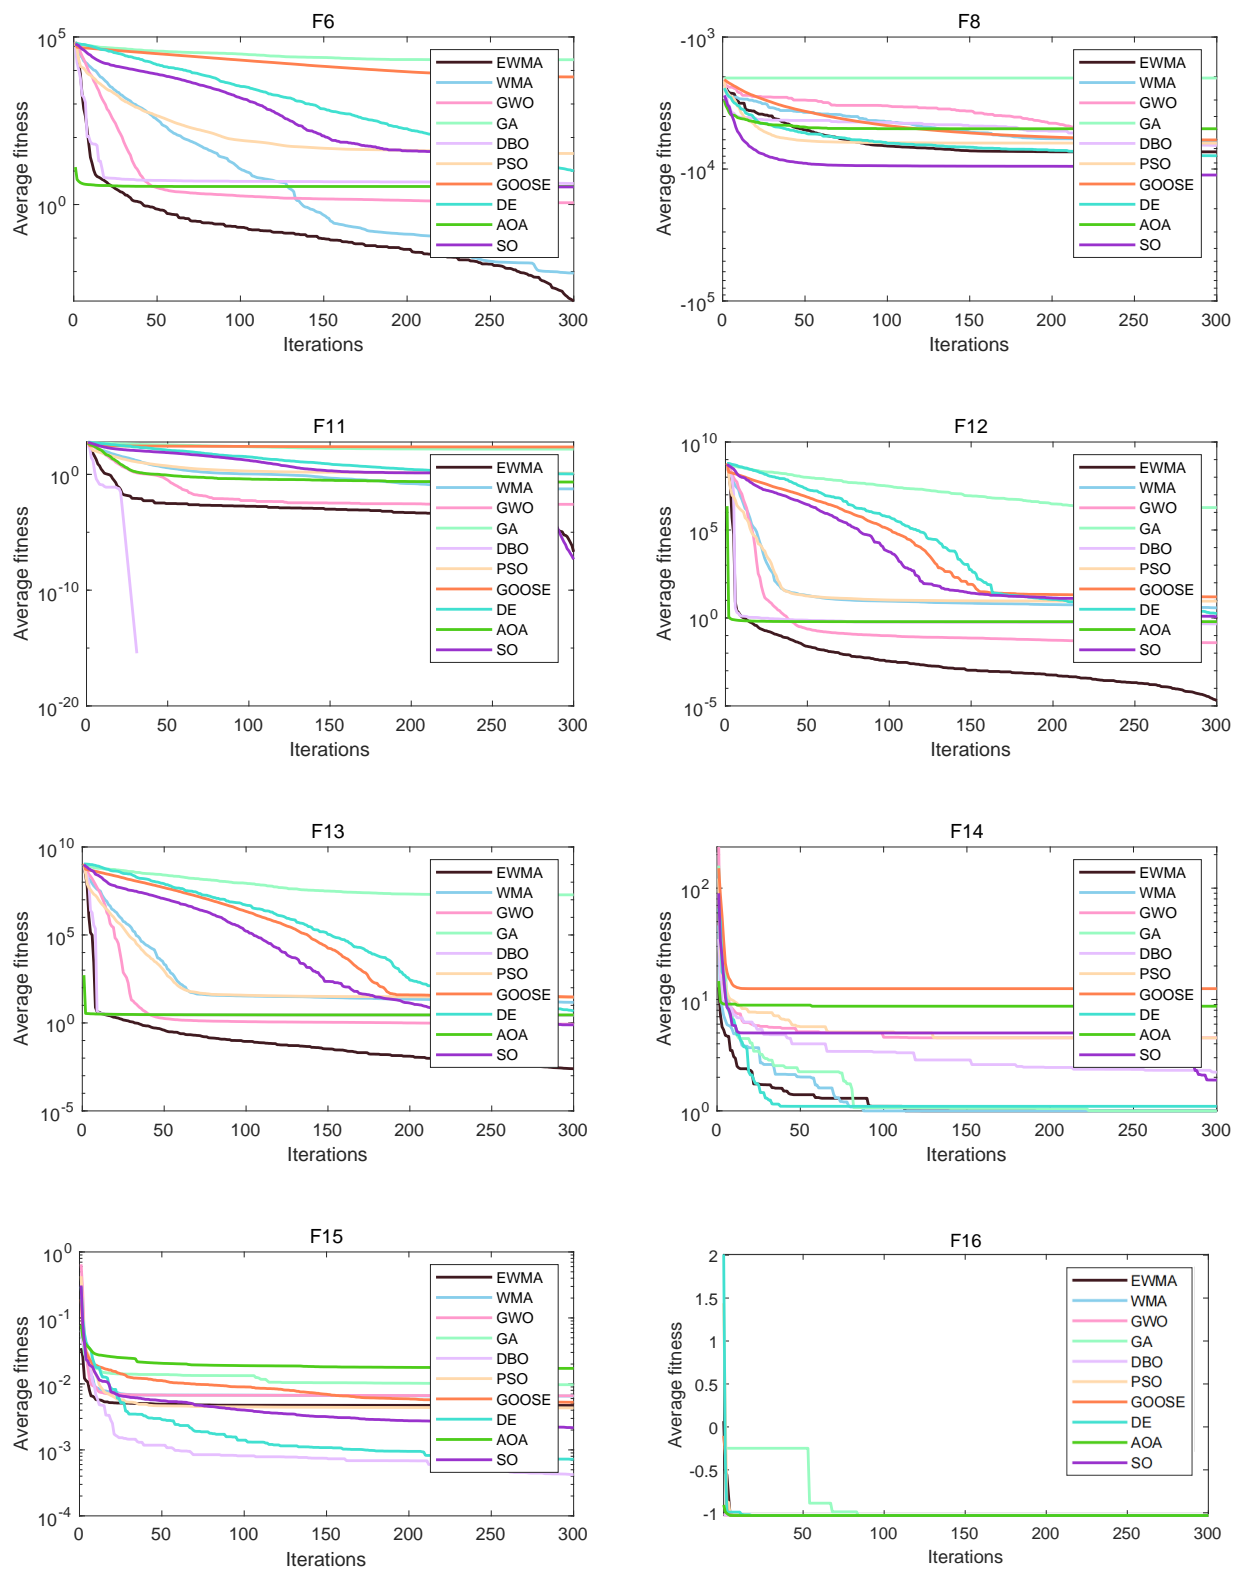 F6
10^5
10^0
Average fitness
0 50 100 150 200 250 300
Iterations
EWMA
WMA
GWO
GA
DBO
PSO
GOOSE
DE
AOA
SO
F8
-10^3
-10^4
-10^5
Average fitness
0 50 100 150 200 250 300
Iterations
EWMA
WMA
GWO
GA
DBO
PSO
GOOSE
DE
AOA
SO
F11
10^0
10^-10
10^-20
Average fitness
0 50 100 150 200 250 300
Iterations
EWMA
WMA
GWO
GA
DBO
PSO
GOOSE
DE
AOA
SO
F12
10^10
10^5
10^0
10^-5
Average fitness
0 50 100 150 200 250 300
Iterations
EWMA
WMA
GWO
GA
DBO
PSO
GOOSE
DE
AOA
SO
F13
10^10
10^5
10^0
10^-5
Average fitness
0 50 100 150 200 250 300
Iterations
EWMA
WMA
GWO
GA
DBO
PSO
GOOSE
DE
AOA
SO
F14
10^2
10^1
10^0
Average fitness
0 50 100 150 200 250 300
Iterations
EWMA
WMA
GWO
GA
DBO
PSO
GOOSE
DE
AOA
SO
F15
10^0
10^-1
10^-2
10^-3
10^-4
Average fitness
0 50 100 150 200 250 300
Iterations
EWMA
WMA
GWO
GA
DBO
PSO
GOOSE
DE
AOA
SO
F16
2
1.5
1
0.5
0
-0.5
-1
Average fitness
50 100 150 200 250 300
Iterations
EWMA
WMA
GWO
GA
DBO
PSO
GOOSE
DE
AOA
SO